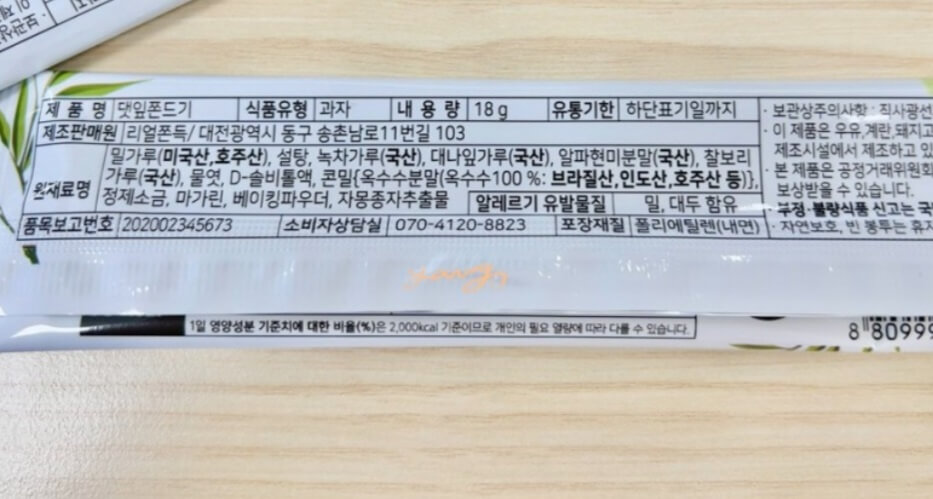 제 품 명 댓잎쫀드기 식품유형 과자 내 용 량 18g 유통기한 하단표기일까지
제조판매원 리얼쫀득/ 대전광역시 동구 송촌남로11번길 103
원재료명 밀가루(미국산,호주산), 설탕, 녹차가루(국산), 대나잎가루(국산), 알파현미분말(국산), 찰보리
가루(국산), 물엿, D-솔비톨액, 콘밀{옥수수분말(옥수수100 %: 브라질산,인도산,호주산 등)},
정제소금, 마가린, 베이킹파우더, 자몽종자추출물 알레르기 유발물질 밀, 대두 함유
품목보고번호 202002345673 소비자상담실 070-4120-8823 포장재질 폴리에틸렌(내면)
· 보관상주의사항 : 직사광선
· 이 제품은 우유,계란,돼지고
제조시설에서 제조하고 있
· 본 제품은 공정거래위원회
보상받을 수 있습니다.
· 부정·불량식품 신고는 국
· 자연보호, 빈 봉투는 휴지
1일 영양성분 기준치에 대한 비율(%)은 2,000kcal 기준이므로 개인의 필요 열량에 따라 다를 수 있습니다.
8 80999